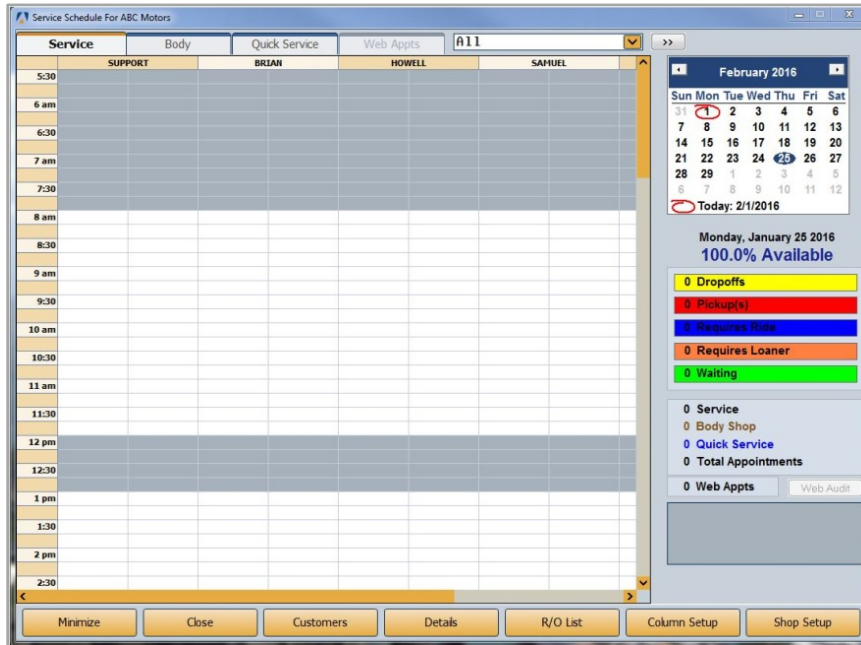 Service Schedule For ABC Motors
Service Body Quick Service Web Appts All >>
SUPPORT BRIAN HOWELL SAMUEL
5:30
6 am
6:30
7 am
7:30
8 am
8:30
9 am
9:30
10 am
10:30
11 am
11:30
12 pm
12:30
1 pm
1:30
2 pm
2:30
February 2016
Sun Mon Tue Wed Thu Fri Sat
31 1 2 3 4 5 6
7 8 9 10 11 12 13
14 15 16 17 18 19 20
21 22 23 24 25 26 27
28 29 1 2 3 4 5
6 7 8 9 10 11 12
Today: 2/1/2016
Monday, January 25 2016
100.0% Available
0 Dropoffs
0 Pickup(s)
0 Requires Ride
0 Requires Loaner
0 Waiting
0 Service
0 Body Shop
0 Quick Service
0 Total Appointments
0 Web Appts Web Audit
Minimize Close Customers Details R/O List Column Setup Shop Setup